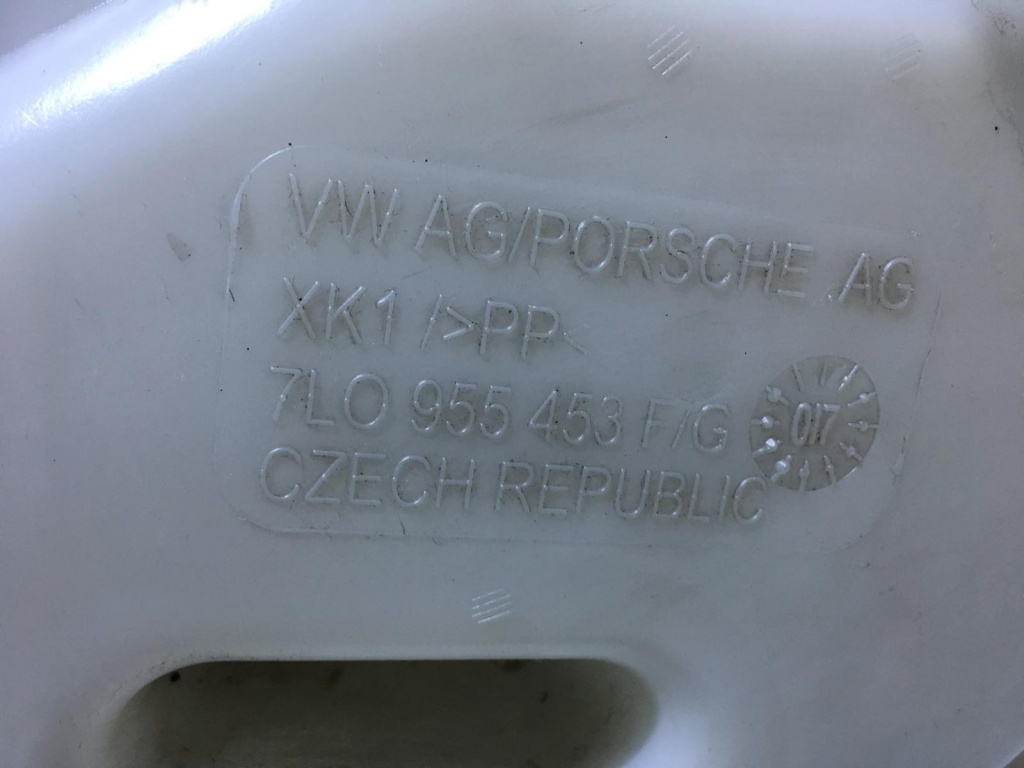 VW AG/PORSCHE AG
XK1 />PP<
7L0 955 453 F/G
CZECH REPUBLIC
017